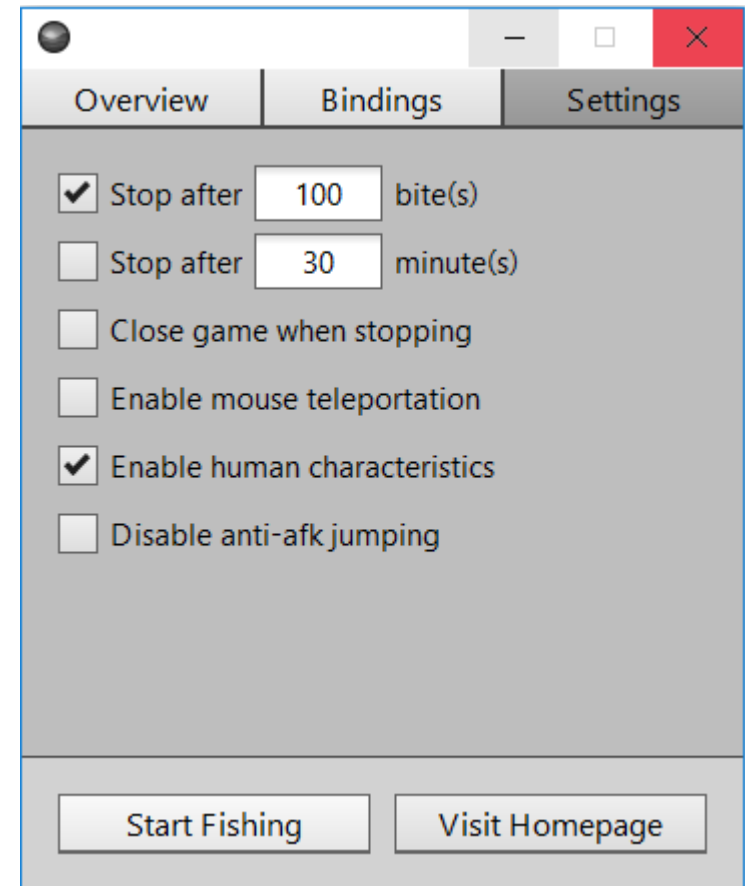 Overview Bindings Settings
Stop after 100 bite(s)
Stop after 30 minute(s)
Close game when stopping
Enable mouse teleportation
Enable human characteristics
Disable anti-afk jumping
Start Fishing Visit Homepage